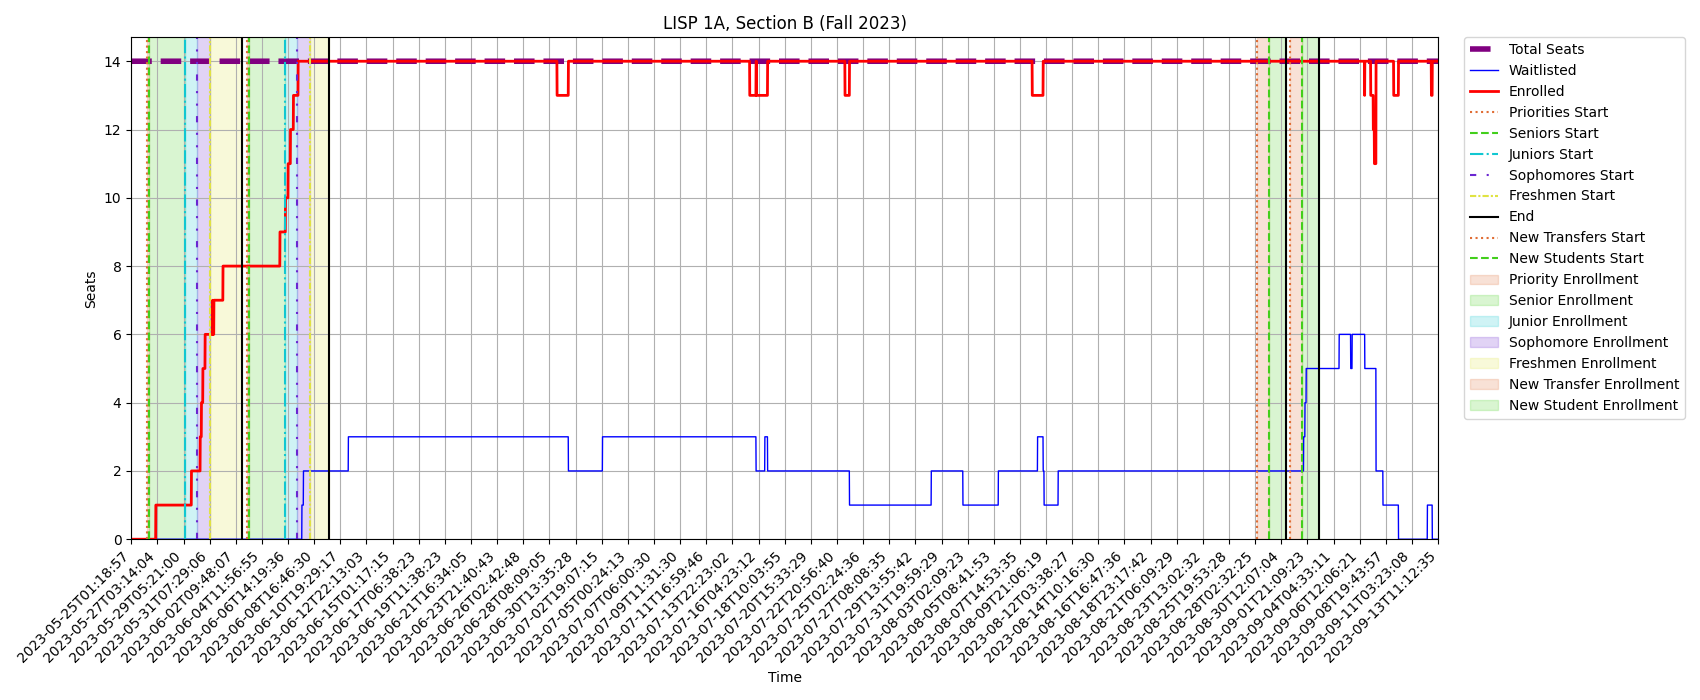 LISP 1A, Section B (Fall 2023)
Seats
14
12
10
8
6
4
2
0
2023-05-25T01:18:57
2023-05-27T03:14:04
2023-05-29T05:21:00
2023-05-31T07:29:06
2023-06-02T09:48:07
2023-06-04T11:56:55
2023-06-06T14:19:36
2023-06-08T16:46:30
2023-06-10T19:29:17
2023-06-12T22:13:03
2023-06-15T01:17:15
2023-06-17T06:38:23
2023-06-19T11:38:23
2023-06-21T16:34:05
2023-06-23T21:40:43
2023-06-26T02:42:48
2023-06-28T08:09:05
2023-06-30T13:35:28
2023-07-02T19:07:15
2023-07-05T00:24:13
2023-07-07T06:00:30
2023-07-09T11:31:30
2023-07-11T16:59:46
2023-07-13T22:23:02
2023-07-16T04:23:12
2023-07-18T10:03:55
2023-07-20T15:33:29
2023-07-22T20:56:40
2023-07-25T02:24:36
2023-07-27T08:08:35
2023-07-29T13:55:42
2023-07-31T19:59:29
2023-08-03T02:09:23
2023-08-05T08:41:53
2023-08-07T14:53:35
2023-08-09T21:06:19
2023-08-12T03:38:27
2023-08-14T10:16:30
2023-08-16T16:47:36
2023-08-18T23:17:42
2023-08-21T06:09:29
2023-08-23T13:02:32
2023-08-25T19:53:28
2023-08-28T02:32:25
2023-08-30T12:07:04
2023-09-01T21:09:23
2023-09-04T04:33:11
2023-09-06T12:06:21
2023-09-08T19:43:57
2023-09-11T03:23:08
2023-09-13T11:12:35
Time
Total Seats
Waitlisted
Enrolled
Priorities Start
Seniors Start
Juniors Start
Sophomores Start
Freshmen Start
End
New Transfers Start
New Students Start
Priority Enrollment
Senior Enrollment
Junior Enrollment
Sophomore Enrollment
Freshmen Enrollment
New Transfer Enrollment
New Student Enrollment